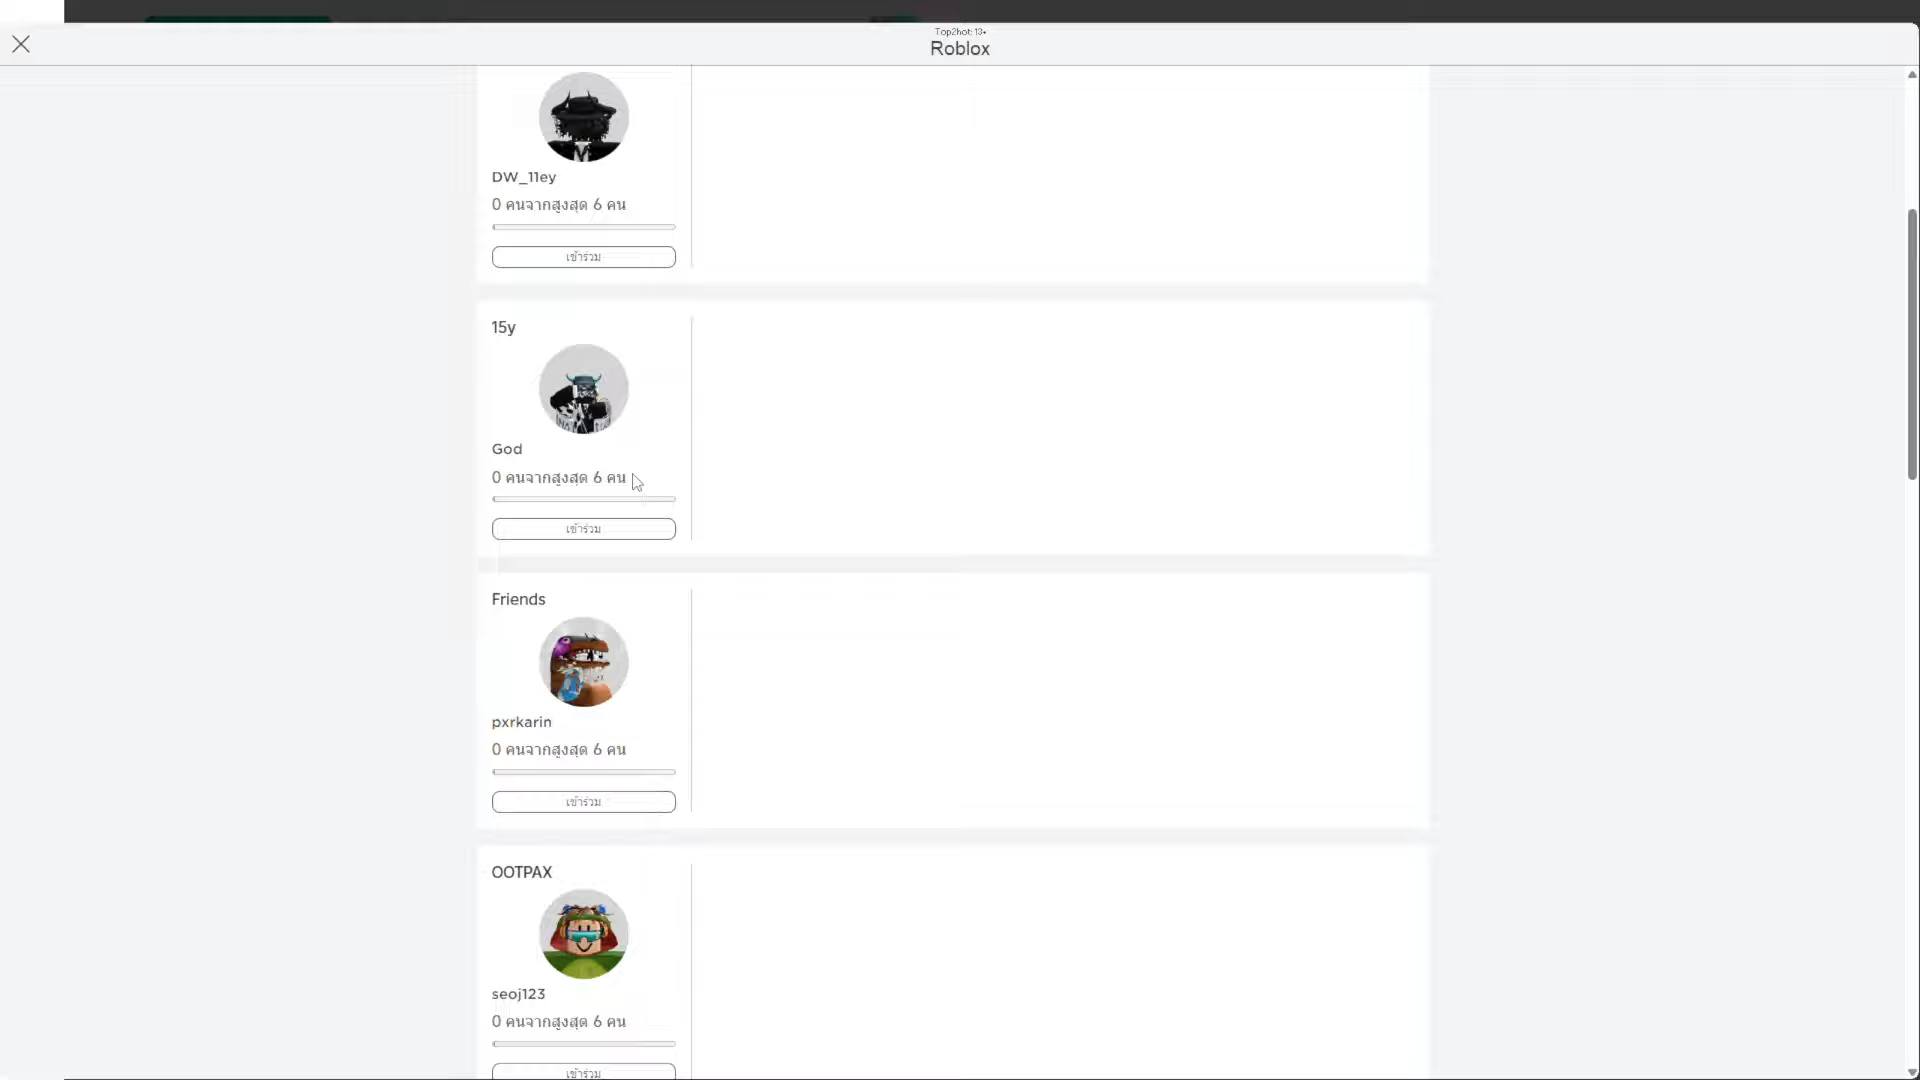 Top2hot: 13+
Roblox
DW_11ey
0 คนจากสูงสุด 6 คน
เข้าร่วม
15y
God
0 คนจากสูงสุด 6 คน
เข้าร่วม
Friends
pxrkarin
0 คนจากสูงสุด 6 คน
เข้าร่วม
OOTPAX
seoj123
0 คนจากสูงสุด 6 คน
เข้าร่วม